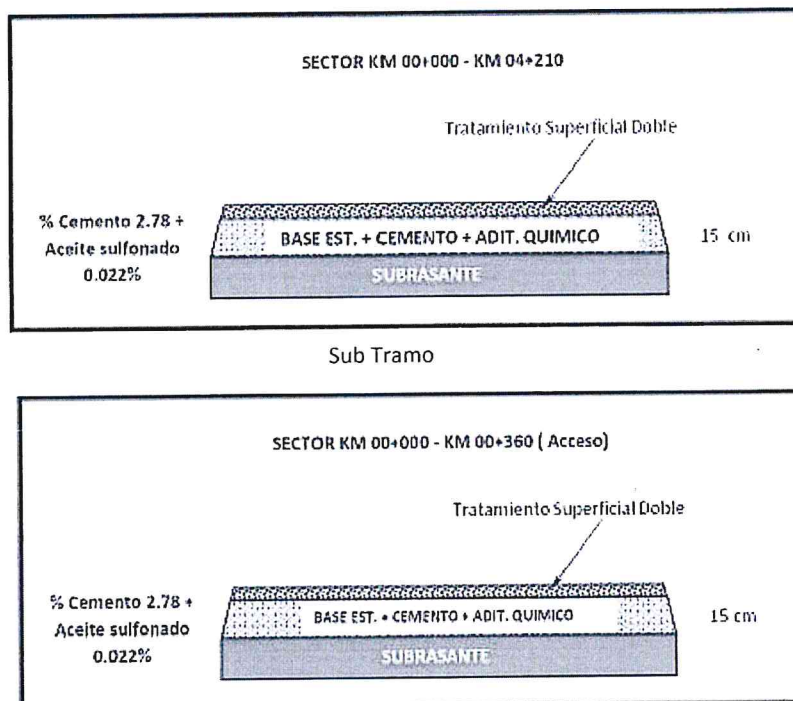 SECTOR KM 00+000 - KM 04+210
Tratamiento Superficial Doble
% Cemento 2.78 +
Aceite sulfonado
0.022%
BASE EST. + CEMENTO + ADIT. QUIMICO
15 cm
SUBRASANTE
Sub Tramo
SECTOR KM 00+000 - KM 00+360 ( Acceso)
Tratamiento Superficial Doble
% Cemento 2.78 +
Aceite sulfonado
0.022%
BASE EST. + CEMENTO + ADIT. QUIMICO
15 cm
SUBRASANTE